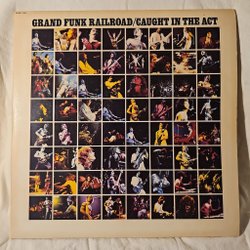 GRAND FUNK RAILROAD/CAUGHT IN THE ACT